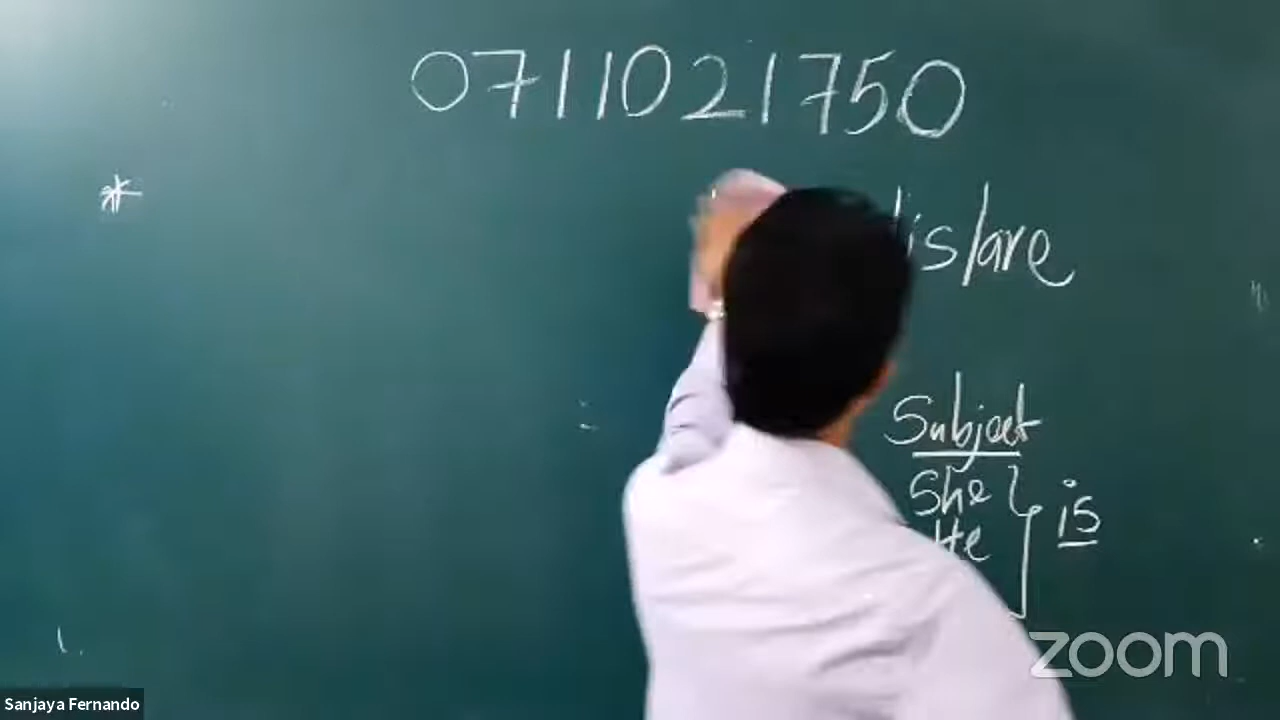 0711021750
*
is/are
Subject
She
He
is
zoom
Sanjaya Fernando